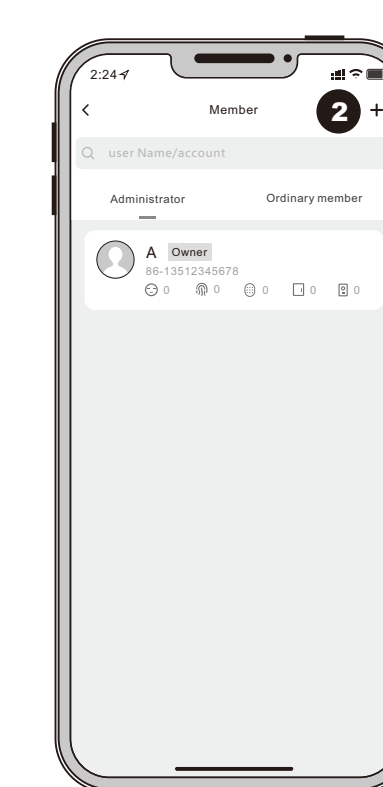 2:24
Member
2
+
user Name/account
Administrator
Ordinary member
A Owner
86-13512345678
0 0 0 0 0